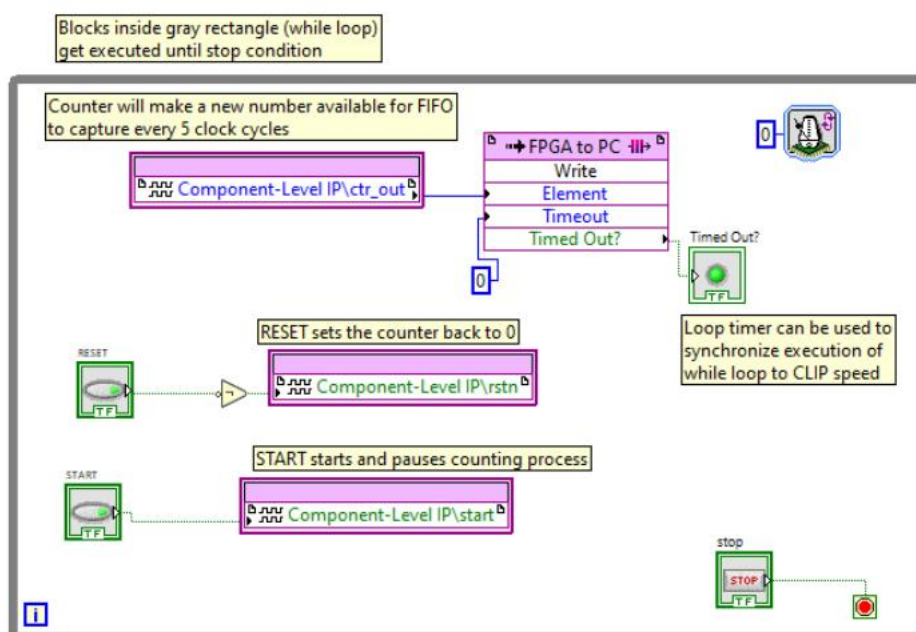 Blocks inside gray rectangle (while loop)
get executed until stop condition
Counter will make a new number available for FIFO
to capture every 5 clock cycles
0
FPGA to PC
Write
Component-Level IP\ctr_out
Element
Timeout
Timed Out?
0
Timed Out?
TF
RESET sets the counter back to 0
Loop timer can be used to
synchronize execution of
while loop to CLIP speed
RESET
TF
Component-Level IP\rstn
START starts and pauses counting process
START
TF
Component-Level IP\start
stop
STOP
TF
i